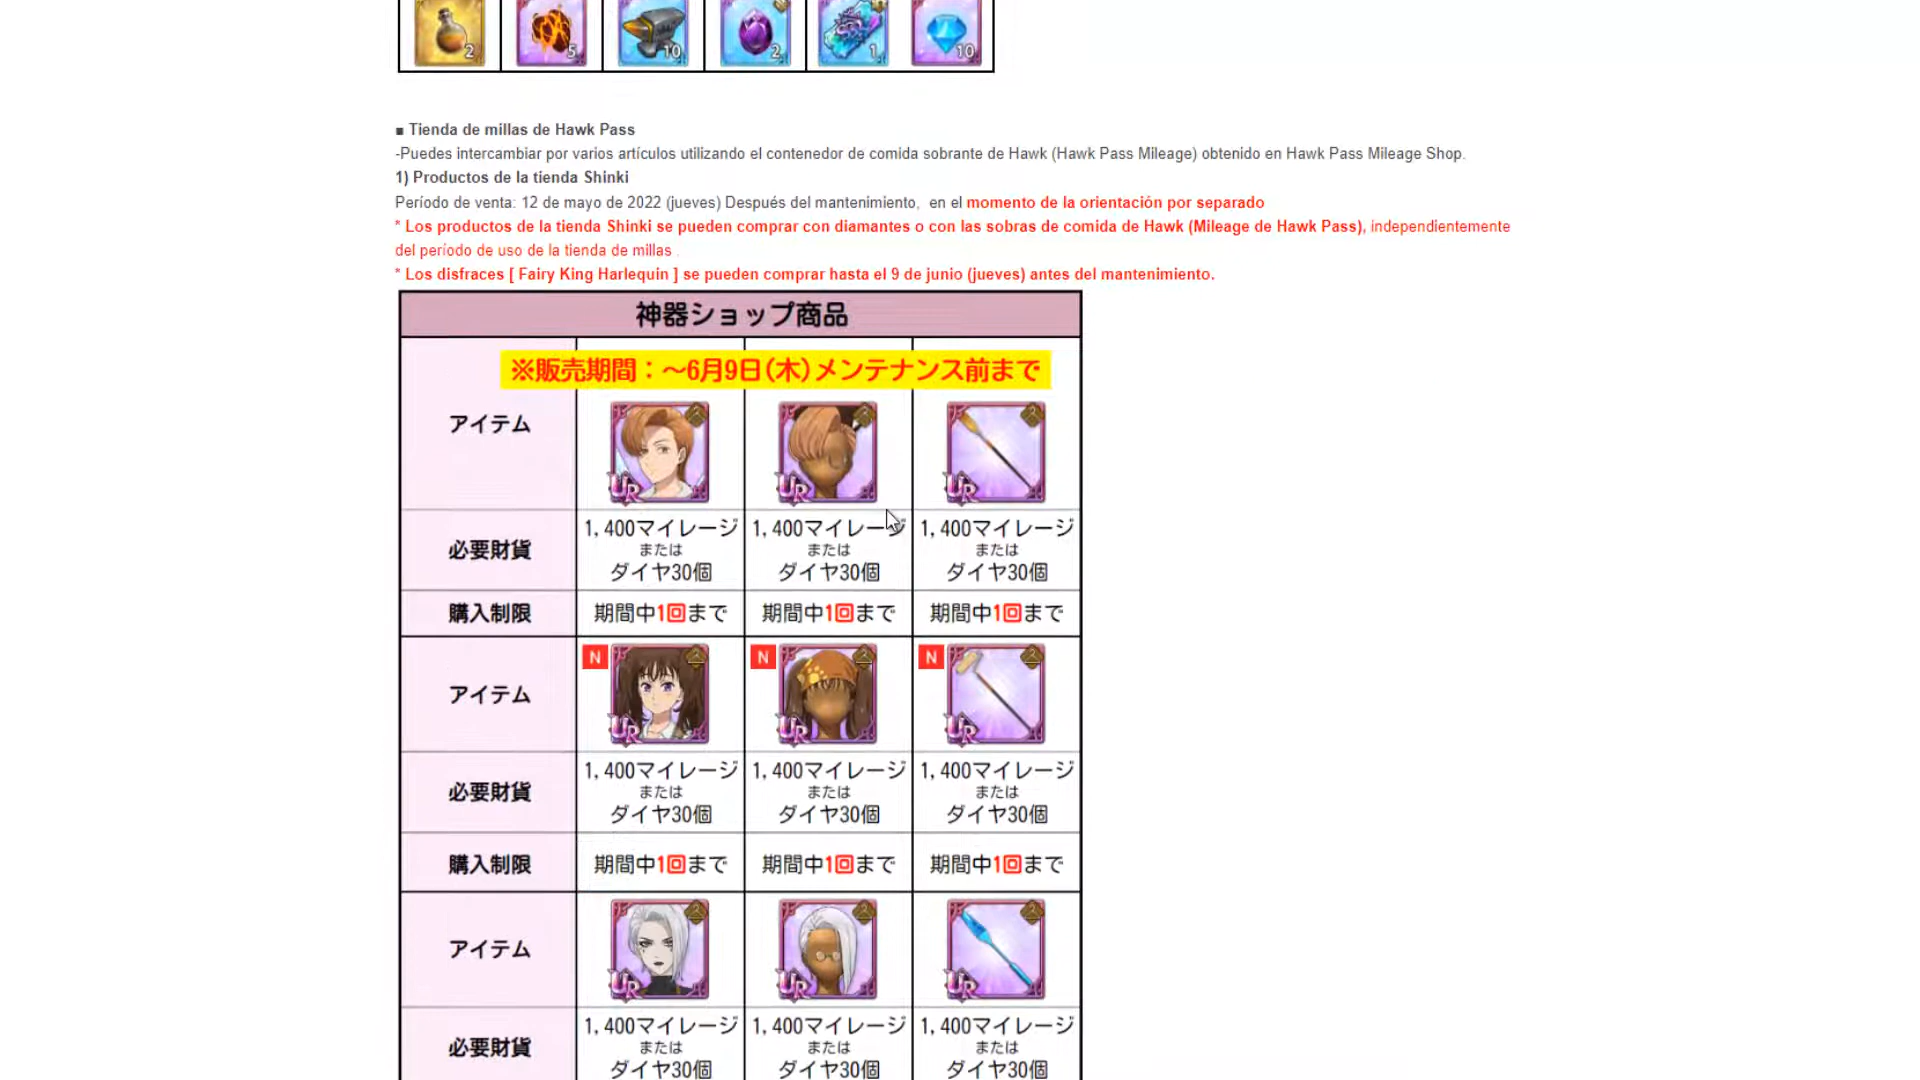 2 5 10 2 1 10
■ Tienda de millas de Hawk Pass
-Puedes intercambiar por varios artículos utilizando el contenedor de comida sobrante de Hawk (Hawk Pass Mileage) obtenido en Hawk Pass Mileage Shop.
1) Productos de la tienda Shinki
Período de venta: 12 de mayo de 2022 (jueves) Después del mantenimiento, en el momento de la orientación por separado
* Los productos de la tienda Shinki se pueden comprar con diamantes o con las sobras de comida de Hawk (Mileage de Hawk Pass), independientemente
del período de uso de la tienda de millas .
* Los disfraces [ Fairy King Harlequin ] se pueden comprar hasta el 9 de junio (jueves) antes del mantenimiento.
神器ショップ商品
※販売期間：～6月9日(木)メンテナンス前まで
アイテム UR UR UR
必要財貨 1,400マイレージ または ダイヤ30個 1,400マイレージ または ダイヤ30個 1,400マイレージ または ダイヤ30個
購入制限 期間中1回まで 期間中1回まで 期間中1回まで
アイテム N UR N UR N UR
必要財貨 1,400マイレージ または ダイヤ30個 1,400マイレージ または ダイヤ30個 1,400マイレージ または ダイヤ30個
購入制限 期間中1回まで 期間中1回まで 期間中1回まで
アイテム UR UR UR
必要財貨 1,400マイレージ または ダイヤ30個 1,400マイレージ または ダイヤ30個 1,400マイレージ または ダイヤ30個